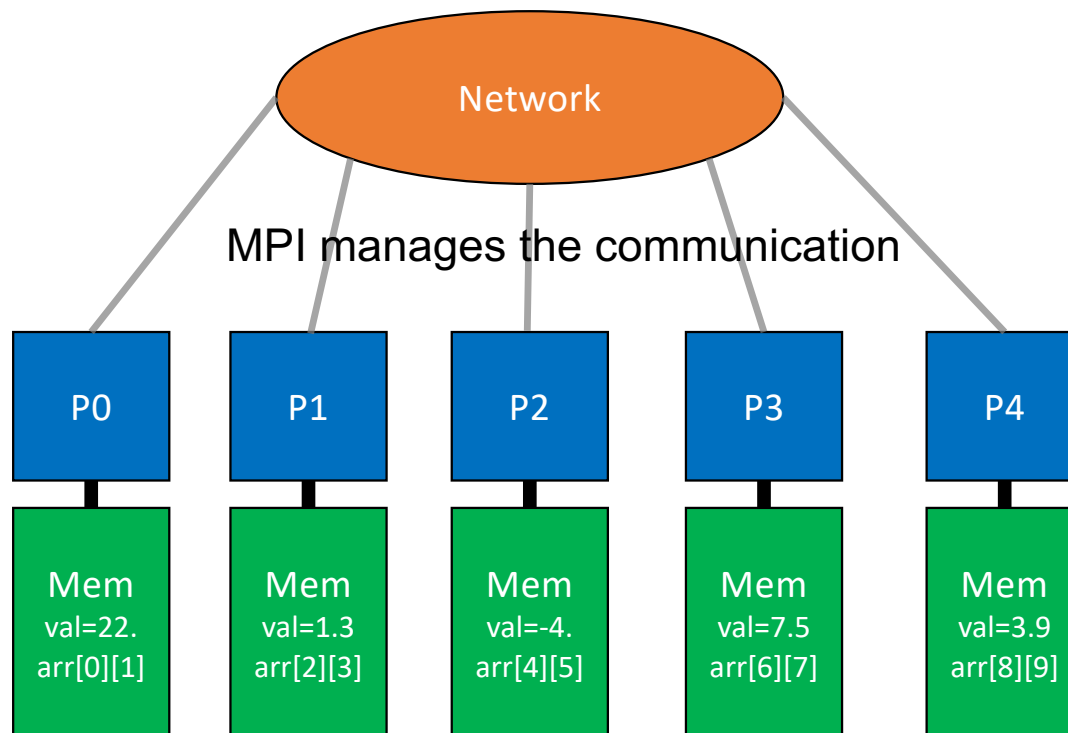 Network
MPI manages the communication
P0
P1
P2
P3
P4
Mem
val=22.
arr[0][1]
Mem
val=1.3
arr[2][3]
Mem
val=-4.
arr[4][5]
Mem
val=7.5
arr[6][7]
Mem
val=3.9
arr[8][9]